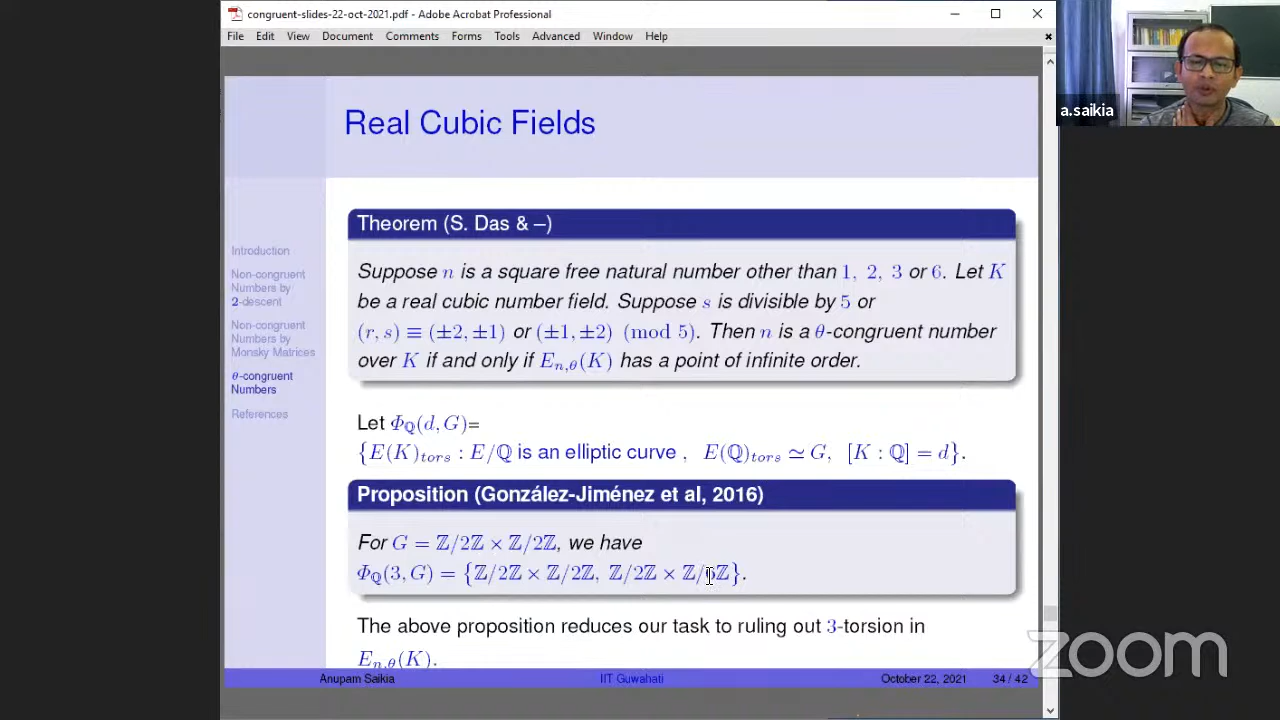 congruent-slides-22-oct-2021.pdf - Adobe Acrobat Professional
File Edit View Document Comments Forms Tools Advanced Window Help
a.saikia
Real Cubic Fields
Introduction
Non-congruent
Numbers by
2-descent
Non-congruent
Numbers by
Monsky Matrices
θ-congruent
Numbers
References
Theorem (S. Das & –)
Suppose n is a square free natural number other than 1, 2, 3 or 6. Let K
be a real cubic number field. Suppose s is divisible by 5 or
(r, s) ≡ (±2, ±1) or (±1, ±2) (mod 5). Then n is a θ-congruent number
over K if and only if E_{n,θ}(K) has a point of infinite order.
Let Φ_ℚ(d, G)=
{E(K)_{tors} : E/ℚ is an elliptic curve , E(ℚ)_{tors} ≃ G, [K : ℚ] = d}.
Proposition (González-Jiménez et al, 2016)
For G = ℤ/2ℤ × ℤ/2ℤ, we have
Φ_ℚ(3, G) = {ℤ/2ℤ × ℤ/2ℤ, ℤ/2ℤ × ℤ/6ℤ}.
The above proposition reduces our task to ruling out 3-torsion in
E_{n,θ}(K).
Anupam Saikia IIT Guwahati October 22, 2021 34 / 42
zoom